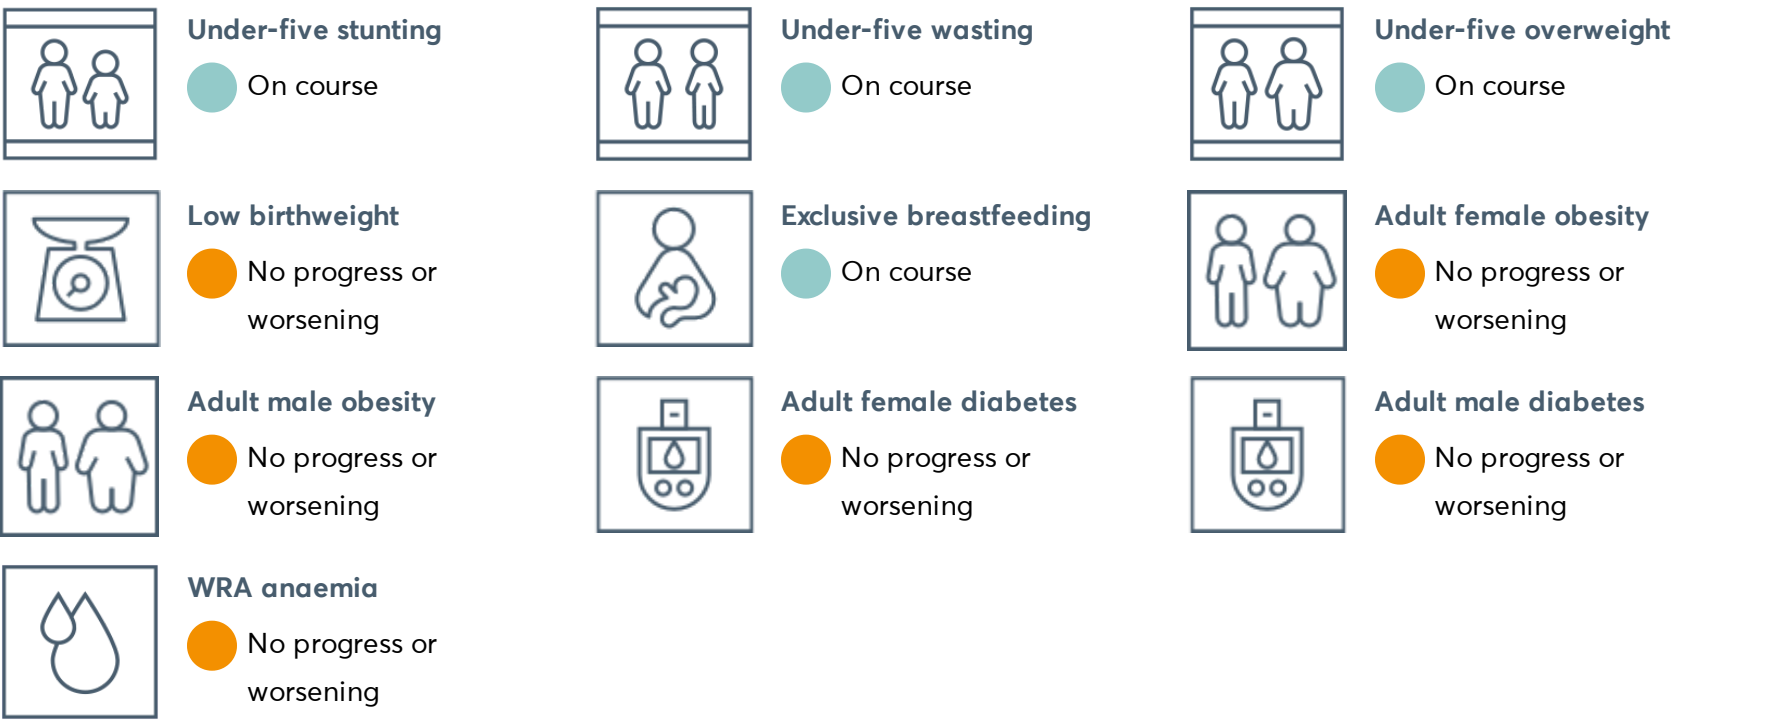 Under-five stunting
On course
Under-five wasting
On course
Under-five overweight
On course
Low birthweight
No progress or
worsening
Exclusive breastfeeding
On course
Adult female obesity
No progress or
worsening
Adult male obesity
No progress or
worsening
Adult female diabetes
No progress or
worsening
Adult male diabetes
No progress or
worsening
WRA anaemia
No progress or
worsening